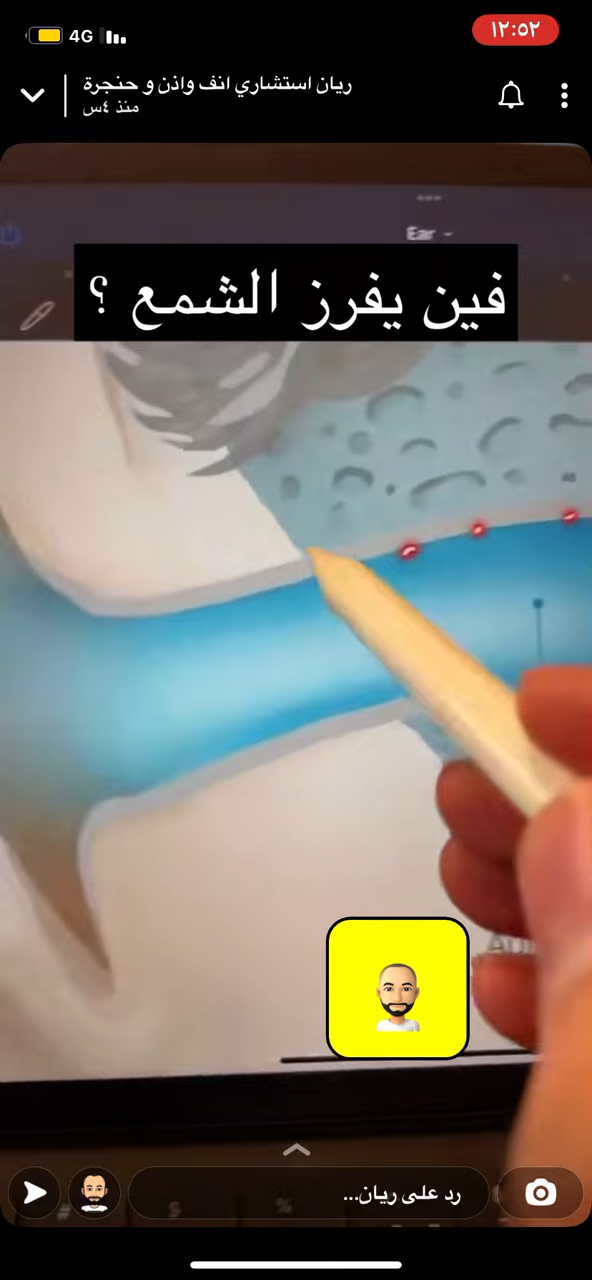 4G
١٢:٥٢
ريان استشاري انف واذن و حنجرة
منذ ٤س
Ear
فين يفرز الشمع ؟
رد على ريان...
#
$
%